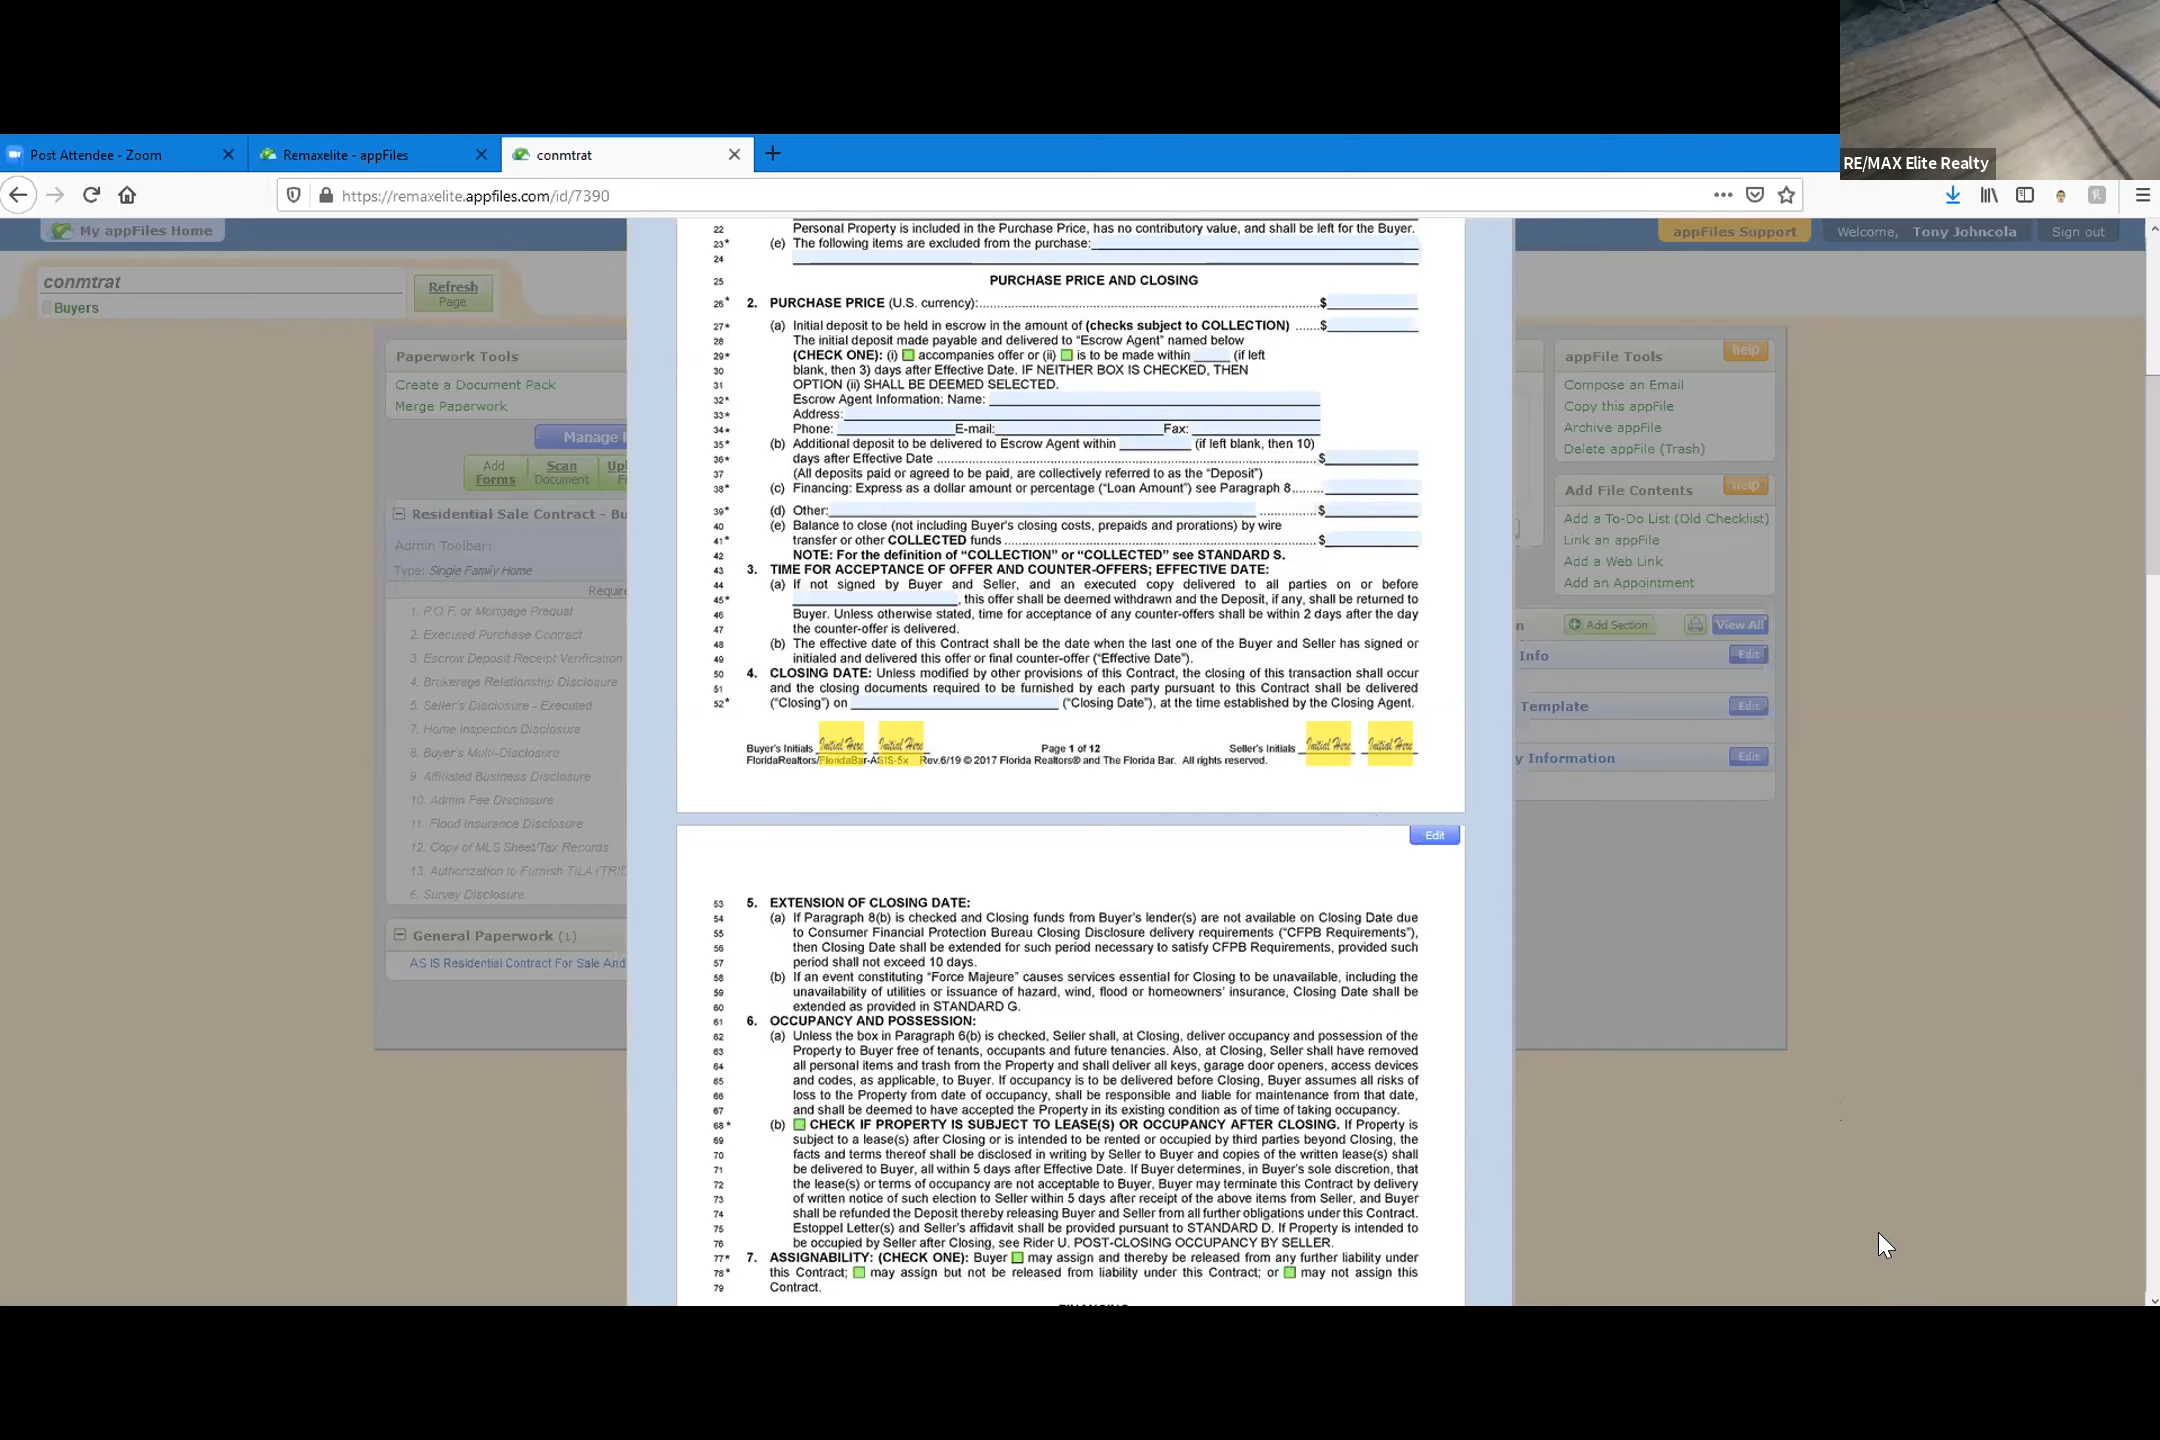 RE/MAX Elite Realty
Post Attendee - Zoom
Remaxelite - appFiles
conmtrat
https://remaxelite.appfiles.com/id/7390
My appFiles Home
appFiles Support
Welcome, Tony Johncola
Sign out
conmtrat
Buyers
Refresh
Page
Paperwork Tools
Create a Document Pack
Merge Paperwork
Manage
Add
Forms
Scan
Document
Residential Sale Contract - Bu
Admin Toolbar:
Type: Single Family Home
Require
1. P.O.F. or Mortgage Prequal
2. Executed Purchase Contract
3. Escrow Deposit Receipt Verification
4. Brokerage Relationship Disclosure
5. Seller's Disclosure - Executed
7. Home Inspection Disclosure
8. Buyer's Multi-Disclosure
9. Affiliated Business Disclosure
10. Admin Fee Disclosure
11. Flood Insurance Disclosure
12. Copy of MLS Sheet/Tax Records
13. Authorization to Furnish TILA (TRID
6. Survey Disclosure
General Paperwork (1)
AS IS Residential Contract For Sale And
22 Personal Property is included in the Purchase Price, has no contributory value, and shall be left for the Buyer.
23* (e) The following items are excluded from the purchase:
24
25 PURCHASE PRICE AND CLOSING
26* 2. PURCHASE PRICE (U.S. currency): $
27* (a) Initial deposit to be held in escrow in the amount of (checks subject to COLLECTION) ...... $
28 The initial deposit made payable and delivered to "Escrow Agent" named below
29* (CHECK ONE): (i) accompanies offer or (ii) is to be made within (if left
30 blank, then 3) days after Effective Date. IF NEITHER BOX IS CHECKED, THEN
31 OPTION (ii) SHALL BE DEEMED SELECTED.
32* Escrow Agent Information: Name:
33* Address:
34* Phone: E-mail: Fax:
35* (b) Additional deposit to be delivered to Escrow Agent within (if left blank, then 10)
36* days after Effective Date $
37 (All deposits paid or agreed to be paid, are collectively referred to as the "Deposit")
38* (c) Financing: Express as a dollar amount or percentage ("Loan Amount") see Paragraph 8
39* (d) Other: $
40 (e) Balance to close (not including Buyer's closing costs, prepaids and prorations) by wire
41* transfer or other COLLECTED funds $
42 NOTE: For the definition of "COLLECTION" or "COLLECTED" see STANDARD S.
43 3. TIME FOR ACCEPTANCE OF OFFER AND COUNTER-OFFERS; EFFECTIVE DATE:
44 (a) If not signed by Buyer and Seller, and an executed copy delivered to all parties on or before
45* , this offer shall be deemed withdrawn and the Deposit, if any, shall be returned to
46 Buyer. Unless otherwise stated, time for acceptance of any counter-offers shall be within 2 days after the day
47 the counter-offer is delivered.
48 (b) The effective date of this Contract shall be the date when the last one of the Buyer and Seller has signed or
49 initialed and delivered this offer or final counter-offer ("Effective Date").
50 4. CLOSING DATE: Unless modified by other provisions of this Contract, the closing of this transaction shall occur
51 and the closing documents required to be furnished by each party pursuant to this Contract shall be delivered
52* ("Closing") on ("Closing Date"), at the time established by the Closing Agent.
Buyer's Initials Initial Here Initial Here Page 1 of 12 Seller's Initials Initial Here Initial Here
FloridaRealtors/FloridaBar-ASIS-5x Rev.6/19 © 2017 Florida Realtors® and The Florida Bar. All rights reserved.
Edit
53 5. EXTENSION OF CLOSING DATE:
54 (a) If Paragraph 8(b) is checked and Closing funds from Buyer's lender(s) are not available on Closing Date due
55 to Consumer Financial Protection Bureau Closing Disclosure delivery requirements ("CFPB Requirements"),
56 then Closing Date shall be extended for such period necessary to satisfy CFPB Requirements, provided such
57 period shall not exceed 10 days.
58 (b) If an event constituting "Force Majeure" causes services essential for Closing to be unavailable, including the
59 unavailability of utilities or issuance of hazard, wind, flood or homeowners' insurance, Closing Date shall be
60 extended as provided in STANDARD G.
61 6. OCCUPANCY AND POSSESSION:
62 (a) Unless the box in Paragraph 6(b) is checked, Seller shall, at Closing, deliver occupancy and possession of the
63 Property to Buyer free of tenants, occupants and future tenancies. Also, at Closing, Seller shall have removed
64 all personal items and trash from the Property and shall deliver all keys, garage door openers, access devices
65 and codes, as applicable, to Buyer. If occupancy is to be delivered before Closing, Buyer assumes all risks of
66 loss to the Property from date of occupancy, shall be responsible and liable for maintenance from that date,
67 and shall be deemed to have accepted the Property in its existing condition as of time of taking occupancy.
68* (b) CHECK IF PROPERTY IS SUBJECT TO LEASE(S) OR OCCUPANCY AFTER CLOSING. If Property is
69 subject to a lease(s) after Closing or is intended to be rented or occupied by third parties beyond Closing, the
70 facts and terms thereof shall be disclosed in writing by Seller to Buyer and copies of the written lease(s) shall
71 be delivered to Buyer, all within 5 days after Effective Date. If Buyer determines, in Buyer's sole discretion, that
72 the lease(s) or terms of occupancy are not acceptable to Buyer, Buyer may terminate this Contract by delivery
73 of written notice of such election to Seller within 5 days after receipt of the above items from Seller, and Buyer
74 shall be refunded the Deposit thereby releasing Buyer and Seller from all further obligations under this Contract.
75 Estoppel Letter(s) and Seller's affidavit shall be provided pursuant to STANDARD D. If Property is intended to
76 be occupied by Seller after Closing, see Rider U. POST-CLOSING OCCUPANCY BY SELLER.
77* 7. ASSIGNABILITY: (CHECK ONE): Buyer may assign and thereby be released from any further liability under
78* this Contract; may assign but not be released from liability under this Contract; or may not assign this
79 Contract.
appFile Tools
help
Compose an Email
Copy this appFile
Archive appFile
Delete appFile (Trash)
Add File Contents
help
Add a To-Do List (Old Checklist)
Link an appFile
Add a Web Link
Add an Appointment
Add Section
View All
Info
Edit
Template
Edit
y Information
Edit